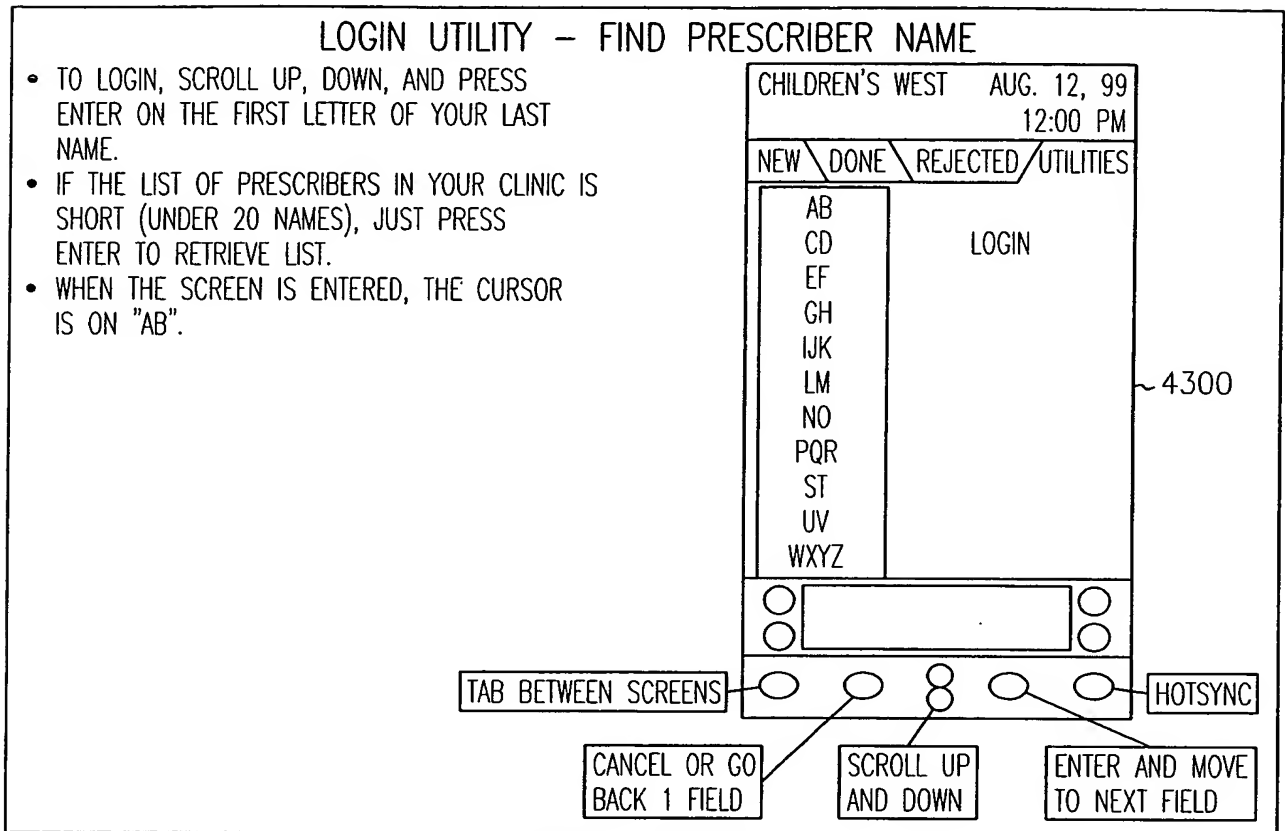 LOGIN UTILITY – FIND PRESCRIBER NAME
• TO LOGIN, SCROLL UP, DOWN, AND PRESS
ENTER ON THE FIRST LETTER OF YOUR LAST
NAME.
• IF THE LIST OF PRESCRIBERS IN YOUR CLINIC IS
SHORT (UNDER 20 NAMES), JUST PRESS
ENTER TO RETRIEVE LIST.
• WHEN THE SCREEN IS ENTERED, THE CURSOR
IS ON "AB".
CHILDREN'S WEST AUG. 12, 99
12:00 PM
NEW DONE REJECTED UTILITIES
AB
CD
EF
GH
IJK
LM
NO
PQR
ST
UV
WXYZ
LOGIN
4300
TAB BETWEEN SCREENS
HOTSYNC
CANCEL OR GO
BACK 1 FIELD
SCROLL UP
AND DOWN
ENTER AND MOVE
TO NEXT FIELD